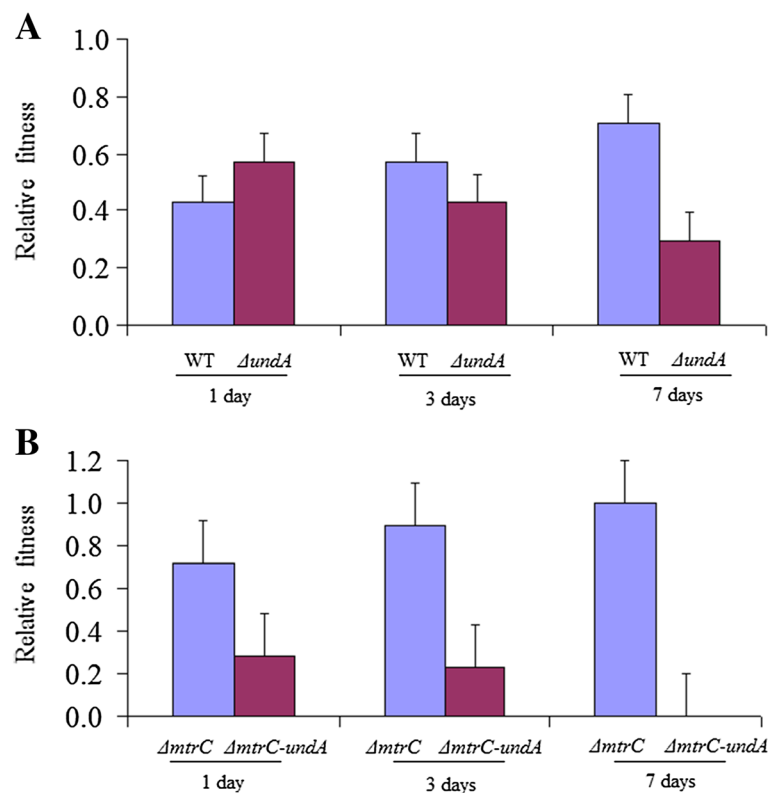 A
Relative fitness
1.0
0.8
0.6
0.4
0.2
0.0
WT ΔundA WT ΔundA WT ΔundA
1 day 3 days 7 days
B
Relative fitness
1.2
1.0
0.8
0.6
0.4
0.2
0.0
ΔmtrC ΔmtrC-undA ΔmtrC ΔmtrC-undA ΔmtrC ΔmtrC-undA
1 day 3 days 7 days